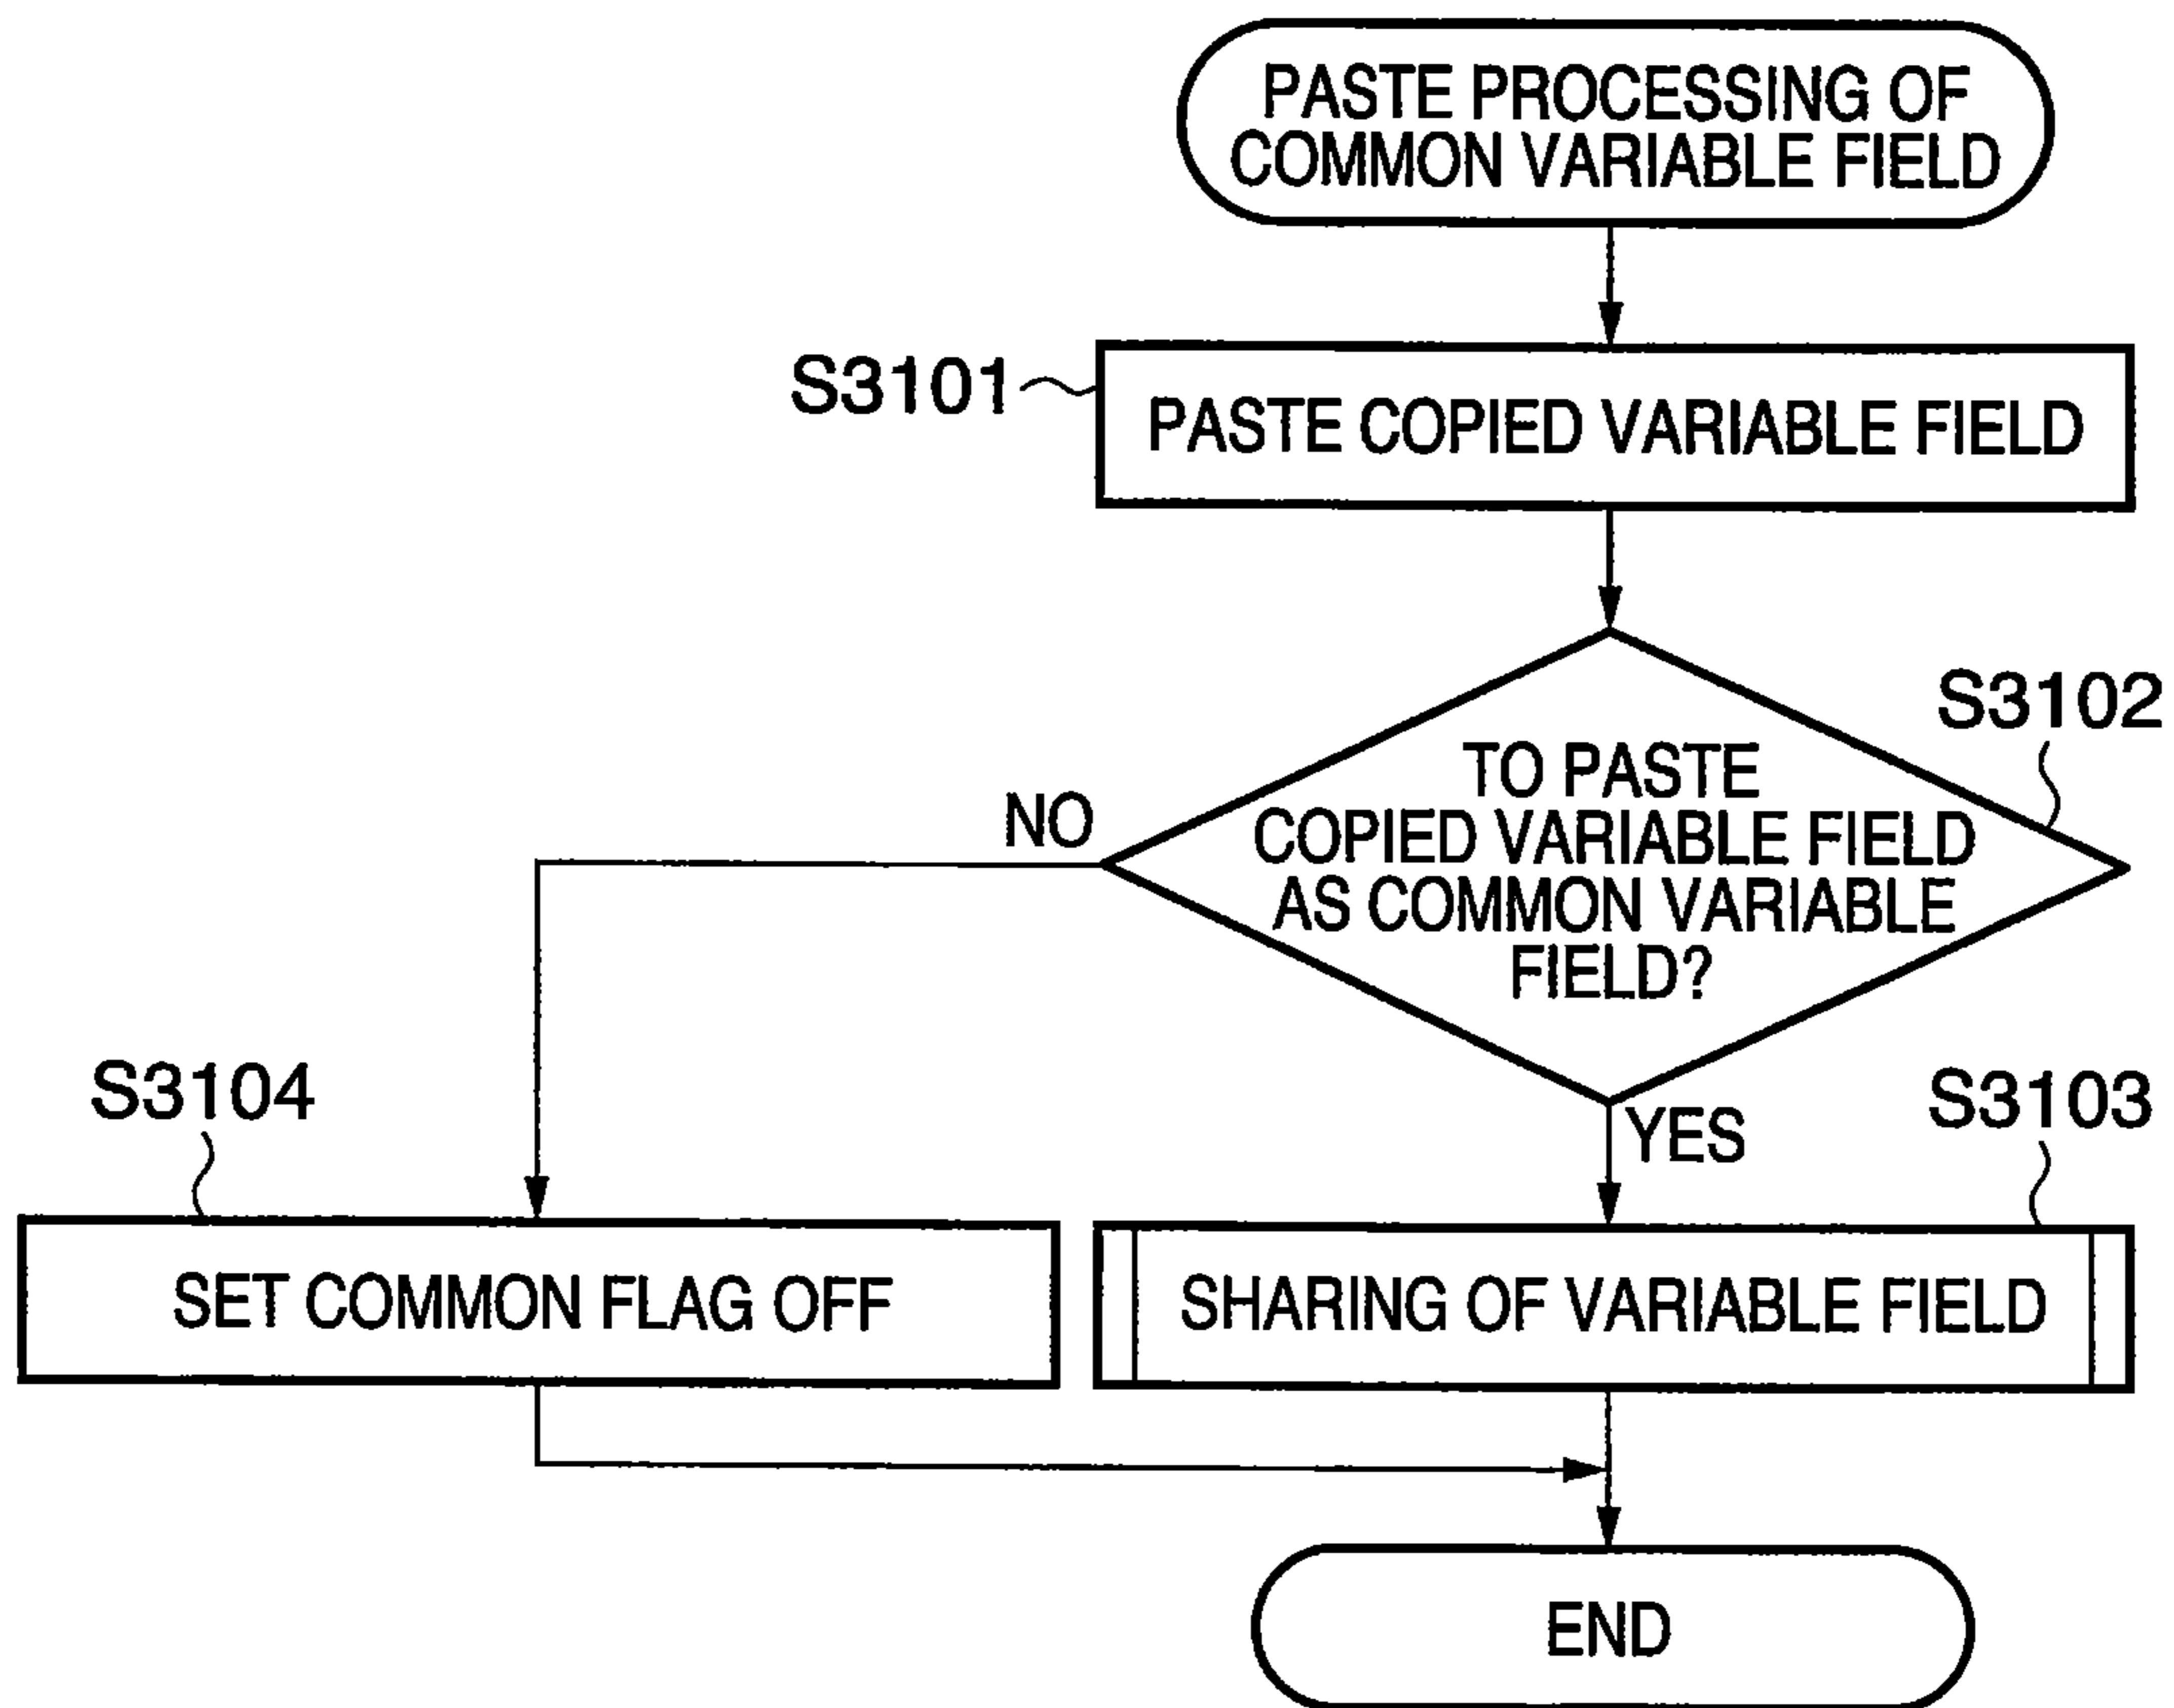 PASTE PROCESSING OF
COMMON VARIABLE FIELD
S3101
PASTE COPIED VARIABLE FIELD
S3102
TO PASTE
COPIED VARIABLE FIELD
AS COMMON VARIABLE
FIELD?
NO
YES
S3104
SET COMMON FLAG OFF
S3103
SHARING OF VARIABLE FIELD
END